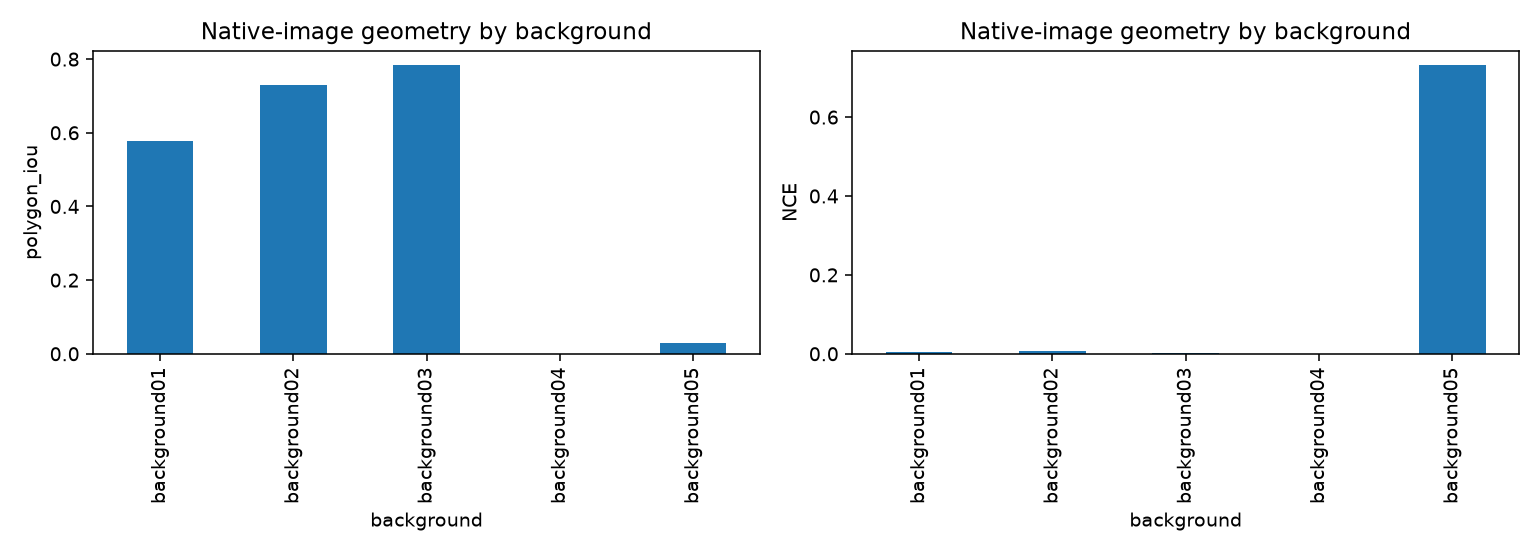 Native-image geometry by background
polygon_iou
0.8
0.6
0.4
0.2
0.0
background01
background02
background03
background04
background05
background
Native-image geometry by background
NCE
0.6
0.4
0.2
0.0
background01
background02
background03
background04
background05
background